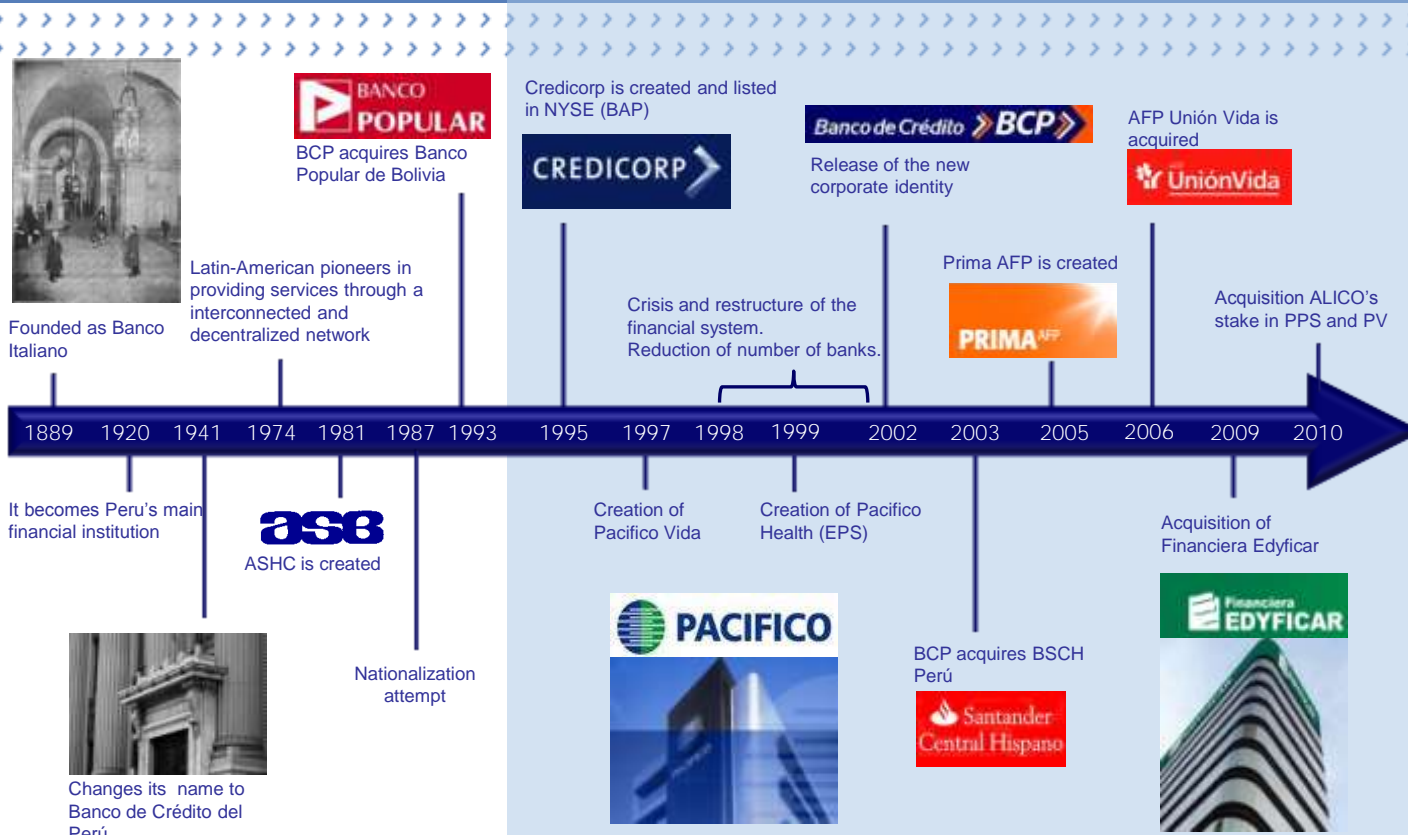 BANCO
POPULAR
BCP acquires Banco
Popular de Bolivia
Credicorp is created and listed
in NYSE (BAP)
CREDICORP
Banco de Crédito >BCP>
Release of the new
corporate identity
AFP Unión Vida is
acquired
UniónVida
Founded as Banco
Italiano
Latin-American pioneers in
providing services through a
interconnected and
decentralized network
Crisis and restructure of the
financial system.
Reduction of number of banks.
Prima AFP is created
PRIMA AFP
Acquisition ALICO's
stake in PPS and PV
1889 1920 1941 1974 1981 1987 1993 1995 1997 1998 1999 2002 2003 2005 2006 2009 2010
It becomes Peru's main
financial institution
asB
ASHC is created
Creation of
Pacifico Vida
Creation of Pacifico
Health (EPS)
Acquisition of
Financiera Edyficar
PACIFICO
Financiera
EDYFICAR
Nationalization
attempt
BCP acquires BSCH
Perú
Santander
Central Hispano
Changes its name to
Banco de Crédito del
Perú